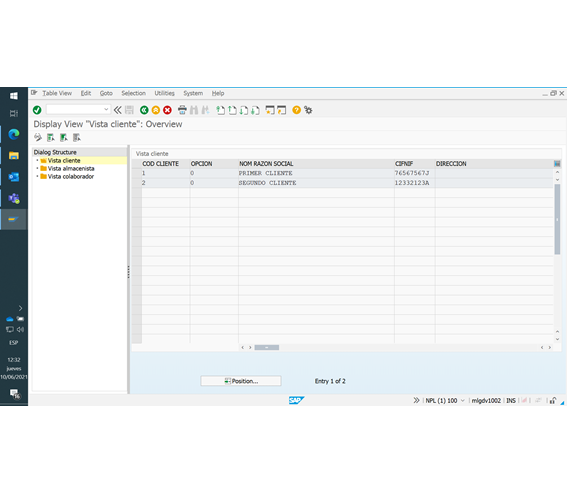 Table View Edit Goto Selection Utilities System Help
Display View "Vista cliente": Overview
Dialog Structure
Vista cliente
Vista almacenista
Vista colaborador
Vista cliente
COD CLIENTE OPCION NOM RAZON SOCIAL CIFNIF DIRECCION
1 0 PRIMER CLIENTE 76567567J
2 0 SEGUNDO CLIENTE 12332123A
Position... Entry 1 of 2
ESP
12:32
jueves
10/06/2021
SAP NPL (1) 100 mlgdv1002 INS